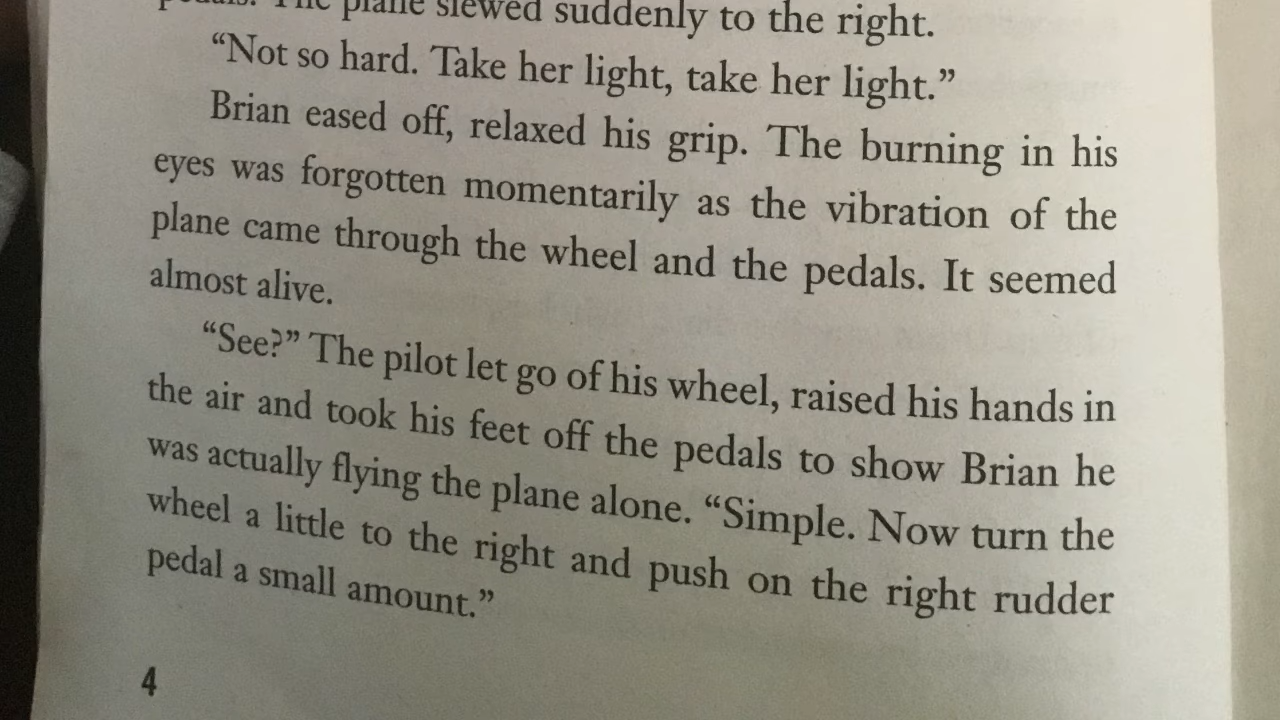 pedals. The plane slewed suddenly to the right.
“Not so hard. Take her light, take her light.”
Brian eased off, relaxed his grip. The burning in his
eyes was forgotten momentarily as the vibration of the
plane came through the wheel and the pedals. It seemed
almost alive.
“See?” The pilot let go of his wheel, raised his hands in
the air and took his feet off the pedals to show Brian he
was actually flying the plane alone. “Simple. Now turn the
wheel a little to the right and push on the right rudder
pedal a small amount.”
4